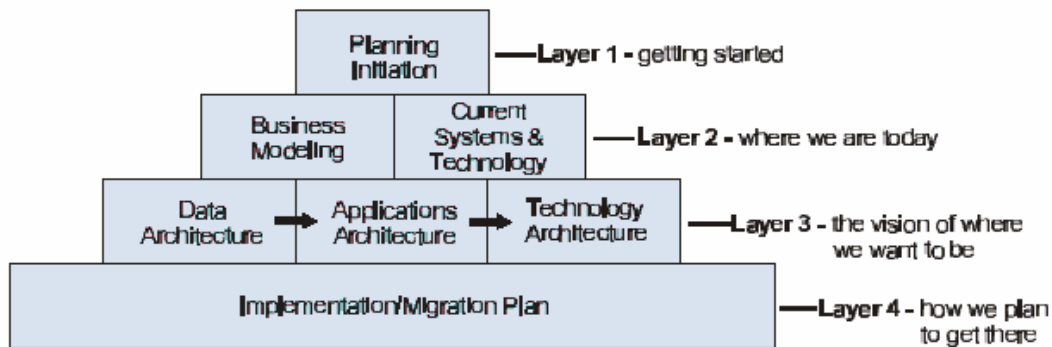 Planning
Initiation
Layer 1 - getting started
Business
Modeling
Current
Systems &
Technology
Layer 2 - where we are today
Data
Architecture
Applications
Architecture
Technology
Architecture
Layer 3 - the vision of where
we want to be
Implementation/Migration Plan
Layer 4 - how we plan
to get there